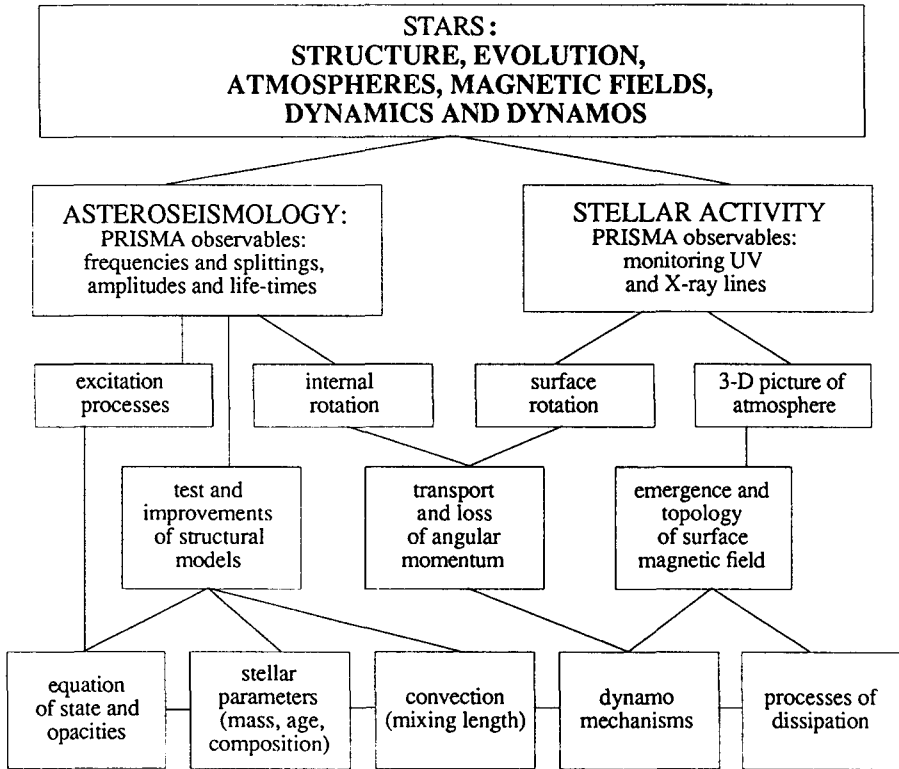 STARS:
STRUCTURE, EVOLUTION,
ATMOSPHERES, MAGNETIC FIELDS,
DYNAMICS AND DYNAMOS
ASTEROSEISMOLOGY:
PRISMA observables:
frequencies and splittings,
amplitudes and life-times
STELLAR ACTIVITY
PRISMA observables:
monitoring UV
and X-ray lines
excitation
processes
internal
rotation
surface
rotation
3-D picture of
atmosphere
test and
improvements
of structural
models
transport
and loss
of angular
momentum
emergence and
topology
of surface
magnetic field
equation
of state and
opacities
stellar
parameters
(mass, age,
composition)
convection
(mixing length)
dynamo
mechanisms
processes of
dissipation